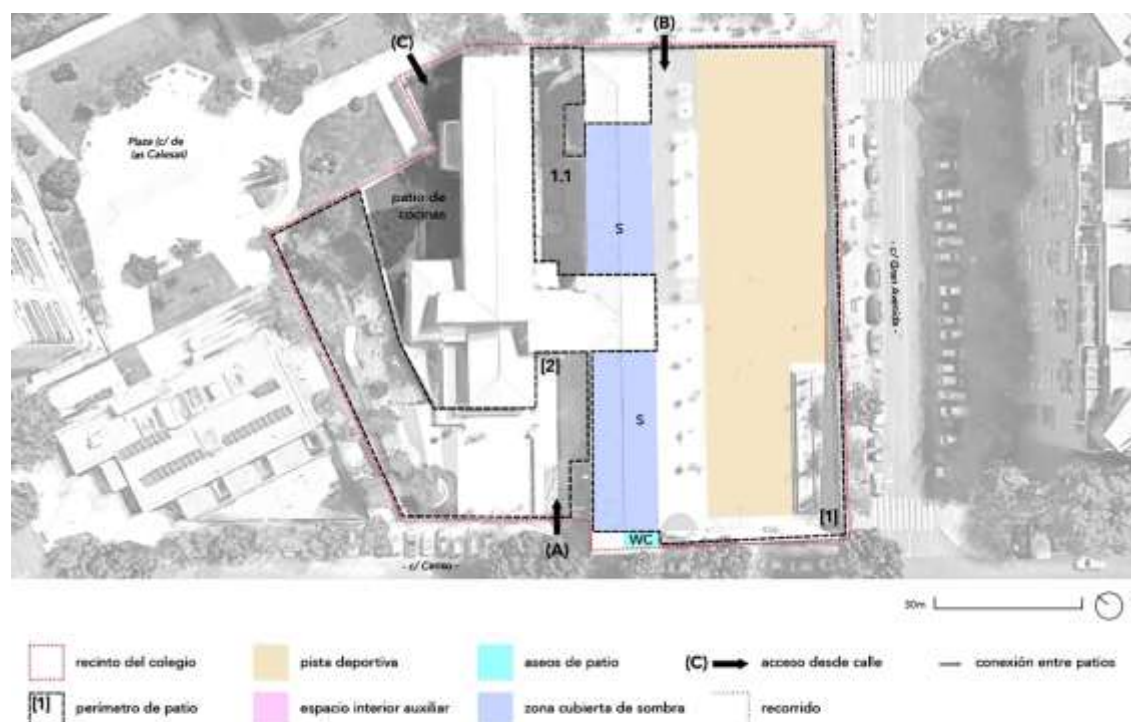 (B)
(C)
Plaza (c/ de
las Calesas)
1.1
patio de
cocinas
S
- c/ Gran Avenida -
[2]
S
[1]
WC
(A)
- c/ Censo -
30m
recinto del colegio
pista deportiva
aseos de patio
(C) acceso desde calle
conexión entre patios
[1] perímetro de patio
espacio interior auxiliar
zona cubierta de sombra
recorrido